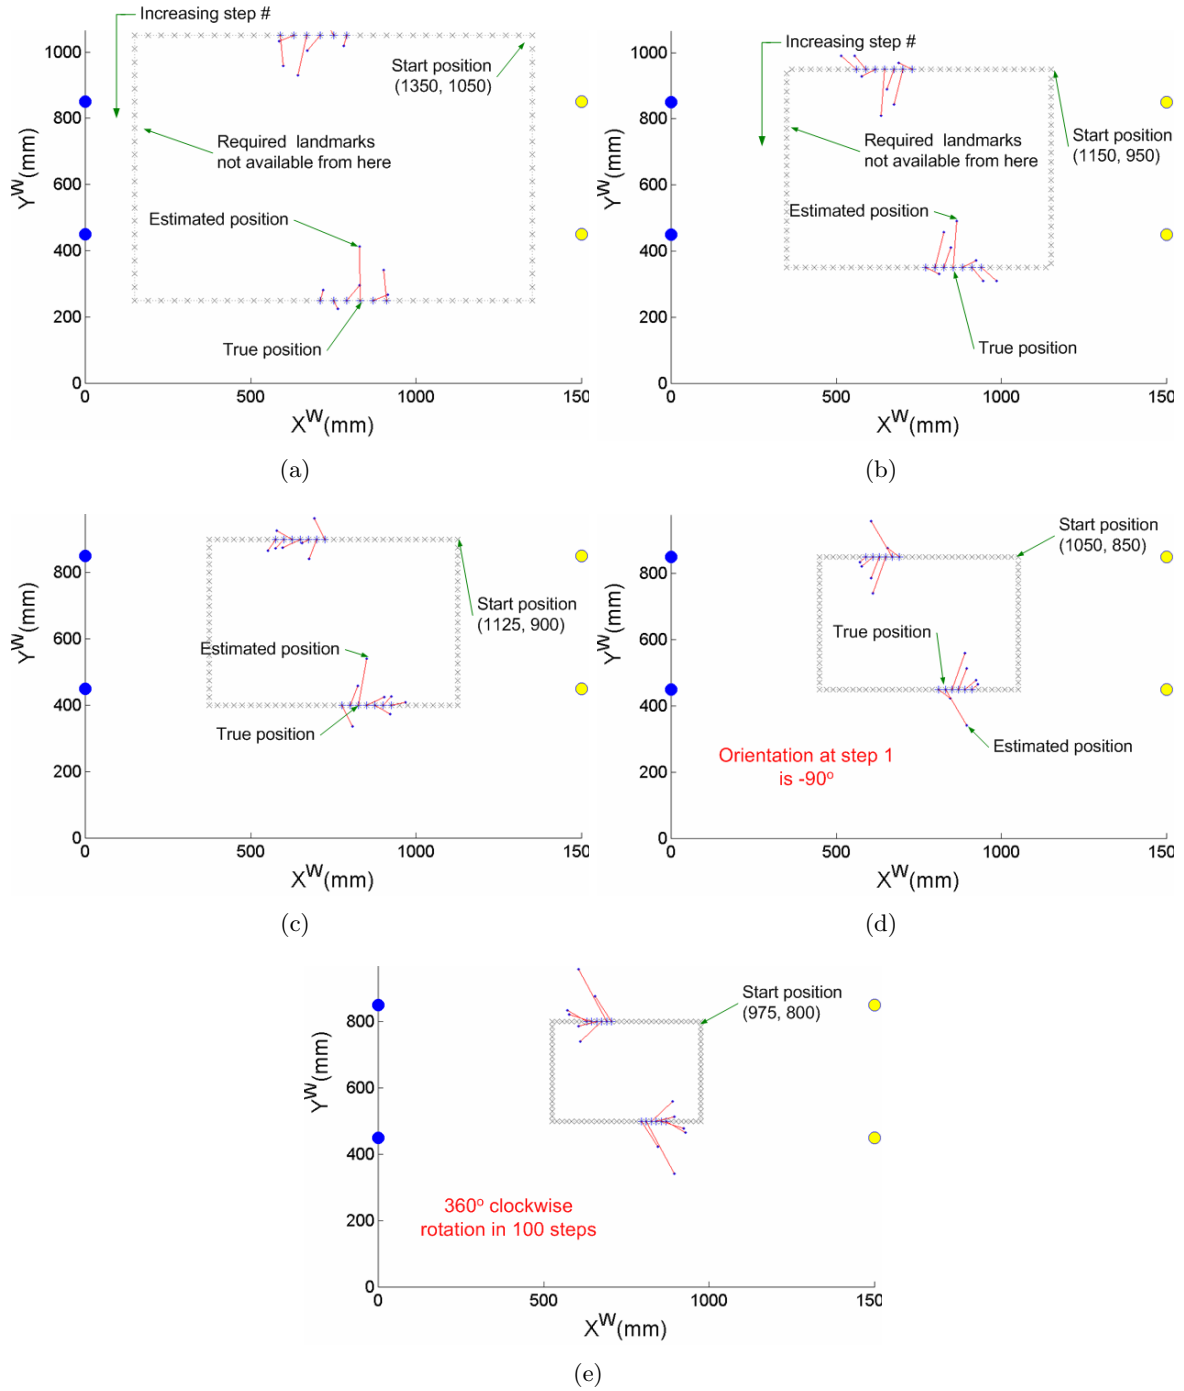 Increasing step #
1000
Start position
(1350, 1050)
800
Required landmarks
not available from here
Y^W(mm)
600
Estimated position
400
200
True position
0
0
500
1000
150
X^W(mm)
(a)
1000
Increasing step #
800
Start position
(1150, 950)
Required landmarks
not available from here
Y^W(mm)
600
Estimated position
400
200
True position
0
0
500
1000
150
X^W(mm)
(b)
800
Start position
(1125, 900)
Y^W(mm)
600
Estimated position
400
True position
200
0
0
500
1000
150
X^W(mm)
(c)
Start position
(1050, 850)
800
Y^W(mm)
600
True position
400
Estimated position
Orientation at step 1
is -90º
200
0
0
500
1000
150
X^W(mm)
(d)
Start position
(975, 800)
800
Y^W(mm)
600
400
360º clockwise
rotation in 100 steps
200
0
0
500
1000
150
X^W(mm)
(e)